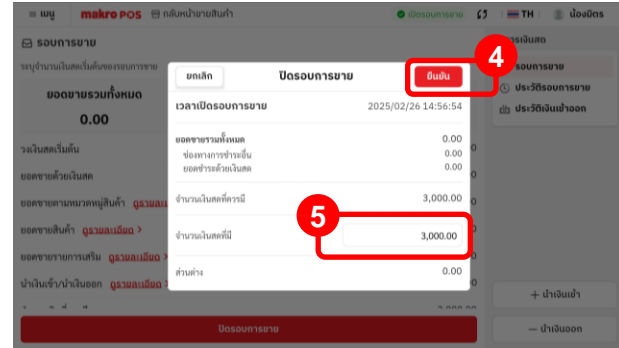 ≡ เมนู makro POS กลับหน้าขายสินค้า เปิดรอบการขาย TH น้องมิตร
รอบการขาย
ระบุจำนวนเงินสดเริ่มต้นของรอบการขาย
ยอดขายรวมทั้งหมด
0.00
วงเงินสดเริ่มต้น
ยอดขายด้วยเงินสด
ยอดขายตามหมวดหมู่สินค้า
ยอดขายสินค้า ดูรายละเอียด >
ยอดขายรายการเสริม ดูรายละเอียด >
นำเงินเข้า/นำเงินออก ดูรายละเอียด
ปิดรอบการขาย
ยกเลิก ปิดรอบการขาย ยืนยัน
4
เวลาเปิดรอบการขาย 2025/02/26 14:56:54
ยอดขายรวมทั้งหมด 0.00
ช่องทางการชำระอื่น 0.00
ยอดชำระด้วยเงินสด 0.00
จำนวนเงินสดที่ควรมี 3,000.00
5
จำนวนเงินสดที่มี 3,000.00
ส่วนต่าง 0.00
รอบการขาย
ประวัติรอบการขาย
ประวัติเงินเข้าออก
+ นำเงินเข้า
— นำเงินออก